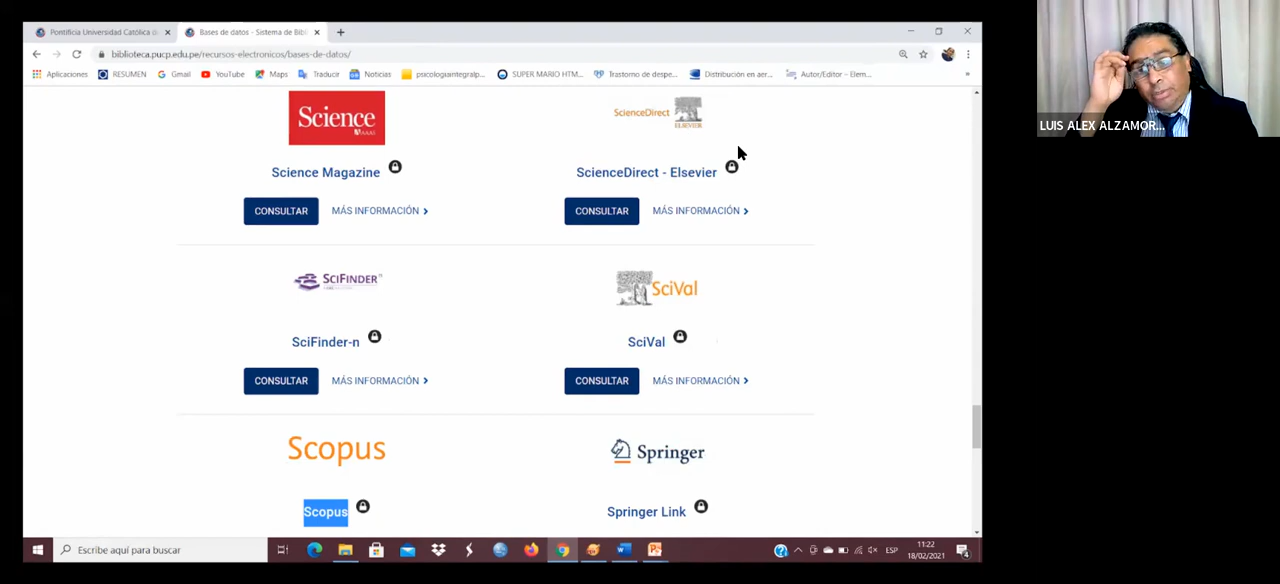 Pontificia Universidad Católica d
Bases de datos - Sistema de Bibl
biblioteca.pucp.edu.pe/recursos-electronicos/bases-de-datos/
Aplicaciones
RESUMEN
Gmail
YouTube
Maps
Traducir
Noticias
psicologiaintegralp...
SUPER MARIO HTM...
Trastorno de despe...
Distribución en aer...
Autor/Editor – Elem...
LUIS ALEX ALZAMOR...
Science
AAAS
ScienceDirect
ELSEVIER
Science Magazine
ScienceDirect - Elsevier
CONSULTAR
MÁS INFORMACIÓN
CONSULTAR
MÁS INFORMACIÓN
SCIFINDER
SciVal
SciFinder-n
SciVal
CONSULTAR
MÁS INFORMACIÓN
CONSULTAR
MÁS INFORMACIÓN
Scopus
Springer
Scopus
Springer Link
Escribe aquí para buscar
ESP
11:22
18/02/2021